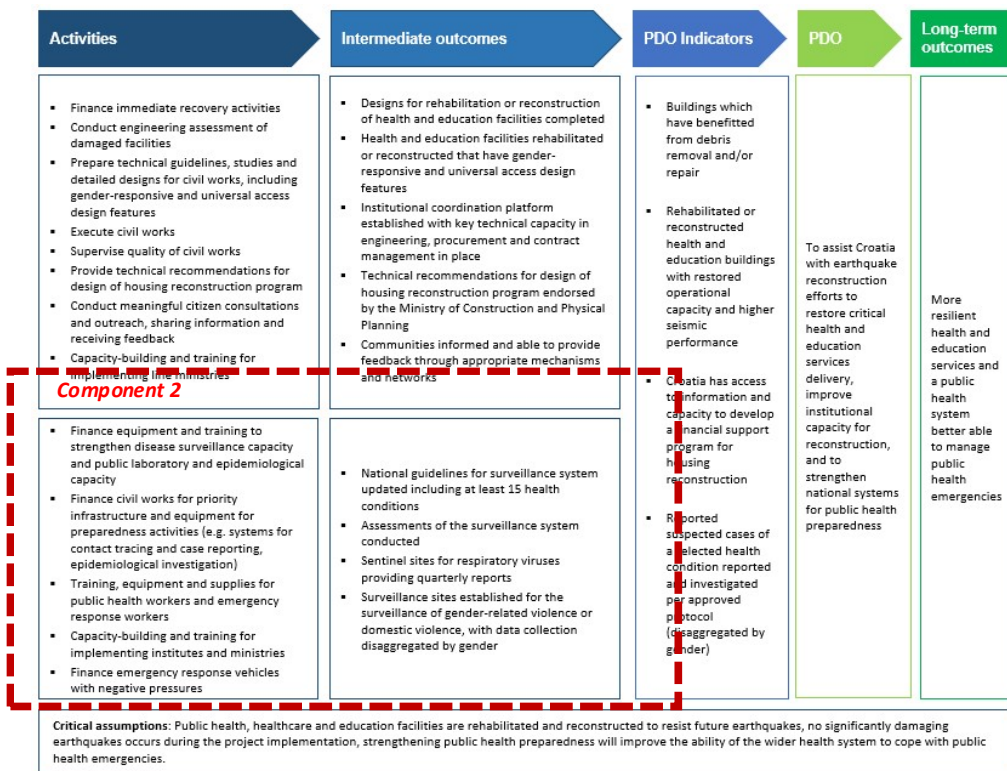 Activities
Intermediate outcomes
PDO Indicators
PDO
Long-term
outcomes
▪ Finance immediate recovery activities
▪ Conduct engineering assessment of
damaged facilities
▪ Prepare technical guidelines, studies and
detailed designs for civil works, including
gender-responsive and universal access
design features
▪ Execute civil works
▪ Supervise quality of civil works
▪ Provide technical recommendations for
design of housing reconstruction program
▪ Conduct meaningful citizen consultations
and outreach, sharing information and
receiving feedback
▪ Capacity-building and training for
implementing line ministries
▪ Designs for rehabilitation or reconstruction
of health and education facilities completed
▪ Health and education facilities rehabilitated
or reconstructed that have gender-
responsive and universal access design
features
▪ Institutional coordination platform
established with key technical capacity in
engineering, procurement and contract
management in place
▪ Technical recommendations for design of
housing reconstruction program endorsed
by the Ministry of Construction and Physical
Planning
▪ Communities informed and able to provide
feedback through appropriate mechanisms
and networks
Component 2
▪ Finance equipment and training to
strengthen disease surveillance capacity
and public laboratory and epidemiological
capacity
▪ Finance civil works for priority
infrastructure and equipment for
preparedness activities (e.g. systems for
contact tracing and case reporting,
epidemiological investigation)
▪ Training, equipment and supplies for
public health workers and emergency
response workers
▪ Capacity-building and training for
implementing institutes and ministries
▪ Finance emergency response vehicles
with negative pressures
▪ National guidelines for surveillance system
updated including at least 15 health
conditions
▪ Assessments of the surveillance system
conducted
▪ Sentinel sites for respiratory viruses
providing quarterly reports
▪ Surveillance sites established for the
surveillance of gender-related violence or
domestic violence, with data collection
disaggregated by gender
▪ Buildings which
have benefitted
from debris
removal and/or
repair
▪ Rehabilitated or
reconstructed
health and
education buildings
with restored
operational
capacity and higher
seismic
performance
▪ Croatia has access
to information and
capacity to develop
a financial support
program for
housing
reconstruction
▪ Reported
suspected cases of
a selected health
condition reported
and investigated
per approved
protocol
(disaggregated by
gender)
To assist Croatia
with earthquake
reconstruction
efforts to
restore critical
health and
education
services
delivery,
improve
institutional
capacity for
reconstruction,
and to
strengthen
national systems
for public health
preparedness
More
resilient
health and
education
services and
a public
health
system
better able
to manage
public
health
emergencies
Critical assumptions: Public health, healthcare and education facilities are rehabilitated and reconstructed to resist future earthquakes, no significantly damaging
earthquakes occurs during the project implementation, strengthening public health preparedness will improve the ability of the wider health system to cope with public
health emergencies.